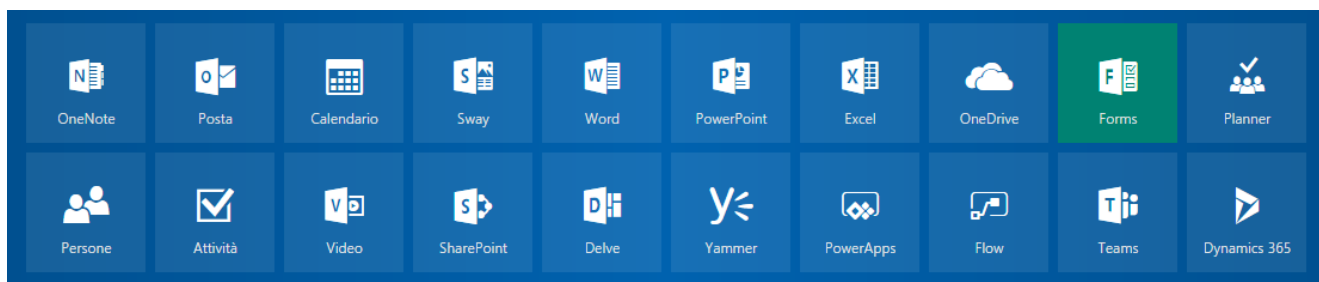 OneNote Posta Calendario Sway Word PowerPoint Excel OneDrive Forms Planner
Persone Attività Video SharePoint Delve Yammer PowerApps Flow Teams Dynamics 365